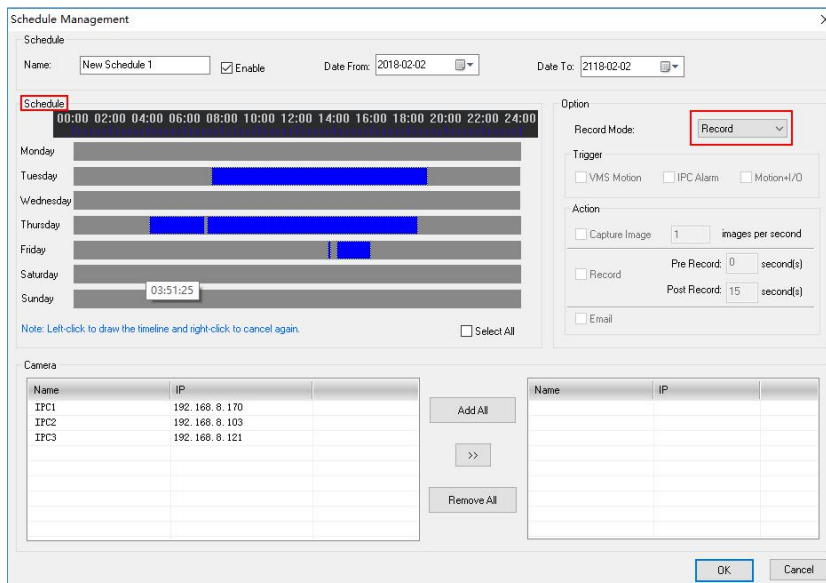 Schedule Management
Schedule
Name: New Schedule 1 Enable Date From: 2018-02-02 Date To: 2118-02-02
Schedule
00:00 02:00 04:00 06:00 08:00 10:00 12:00 14:00 16:00 18:00 20:00 22:00 24:00
Monday
Tuesday
Wednesday
Thursday
Friday
Saturday
Sunday
03:51:25
Note: Left-click to draw the timeline and right-click to cancel again.
Select All
Option
Record Mode: Record
Trigger
VMS Motion IPC Alarm Motion+I/O
Action
Capture Image 1 images per second
Record
Pre Record: 0 second(s)
Post Record: 15 second(s)
Email
Camera
Name IP
IPC1 192.168.8.170
IPC2 192.168.8.103
IPC3 192.168.8.121
Add All
>>
Remove All
Name IP
OK Cancel